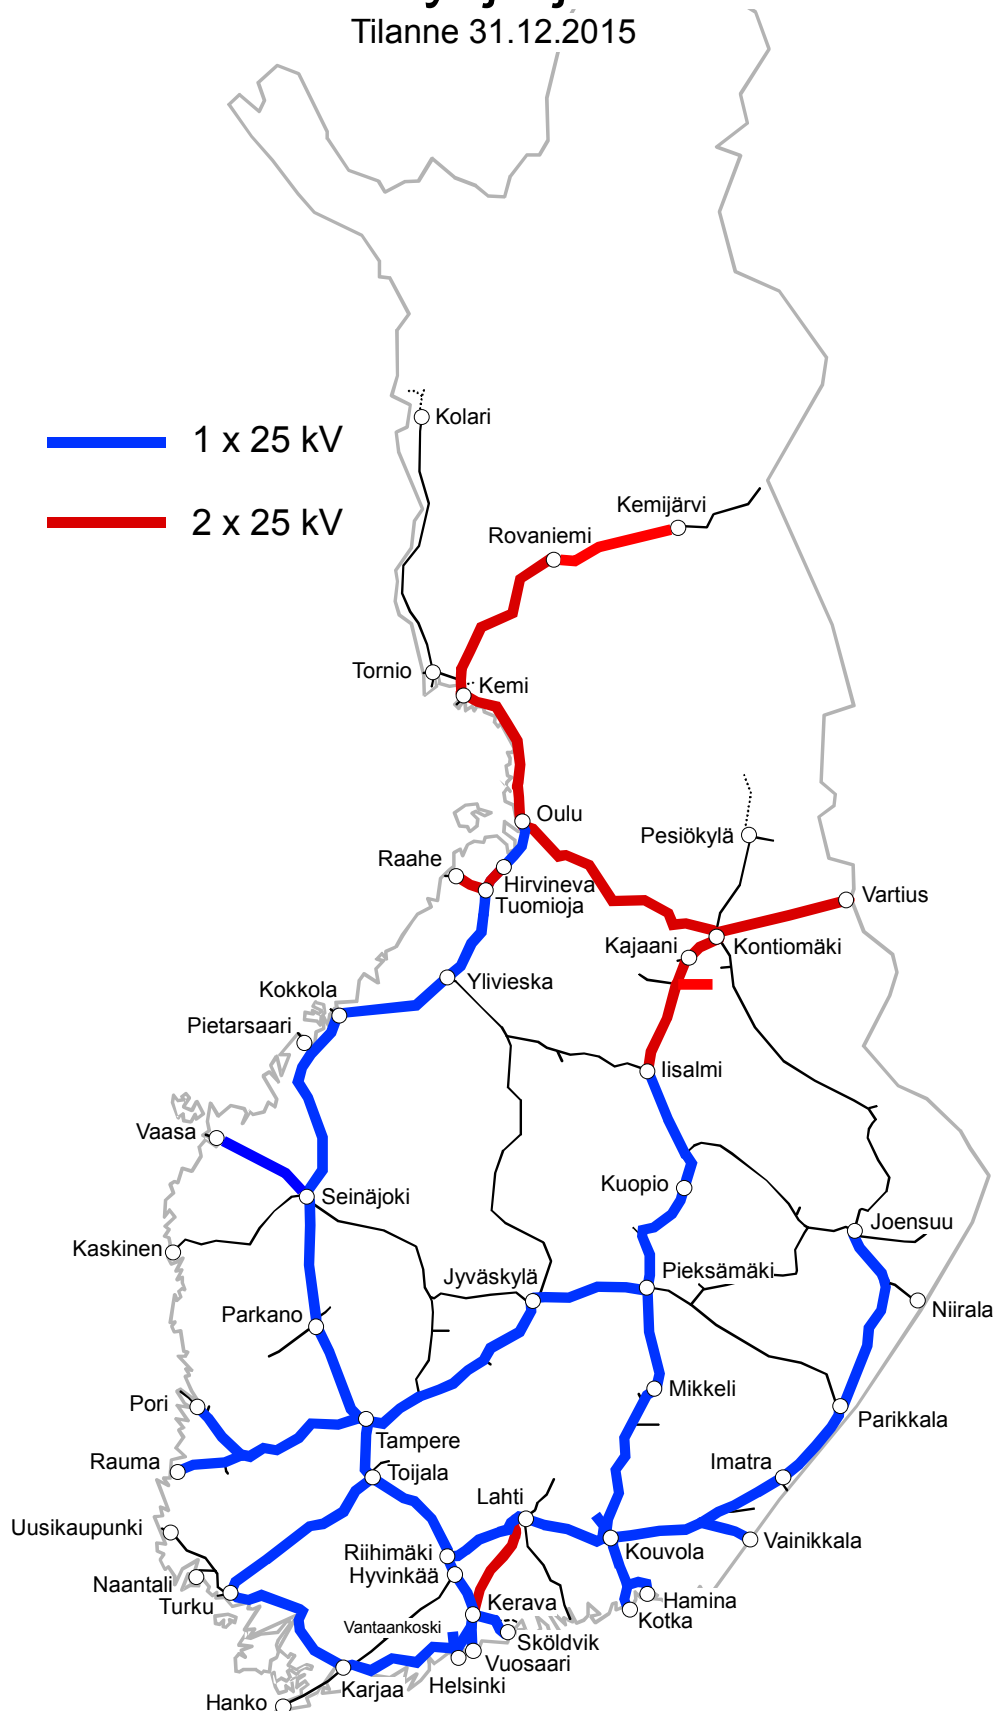 Tilanne 31.12.2015
Kolari
1 x 25 kV
2 x 25 kV
Kemijärvi
Rovaniemi
Tornio
Kemi
Oulu
Pesiökylä
Raahe
Hirvineva
Tuomioja
Vartius
Kajaani
Kontiomäki
Ylivieska
Kokkola
Pietarsaari
Iisalmi
Vaasa
Kuopio
Seinäjoki
Joensuu
Kaskinen
Jyväskylä
Pieksämäki
Niirala
Parkano
Mikkeli
Pori
Parikkala
Tampere
Rauma
Toijala
Imatra
Lahti
Uusikaupunki
Vainikkala
Riihimäki
Kouvola
Hyvinkää
Naantali
Turku
Kerava
Hamina
Kotka
Vantaankoski
Sköldvik
Vuosaari
Helsinki
Karjaa
Hanko